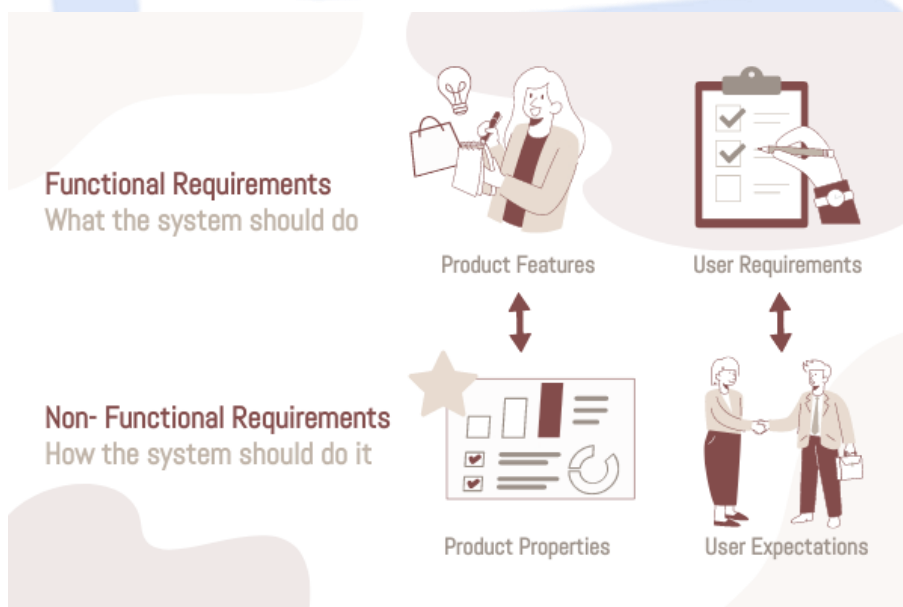 Functional Requirements
What the system should do
Product Features
User Requirements
Non- Functional Requirements
How the system should do it
Product Properties
User Expectations